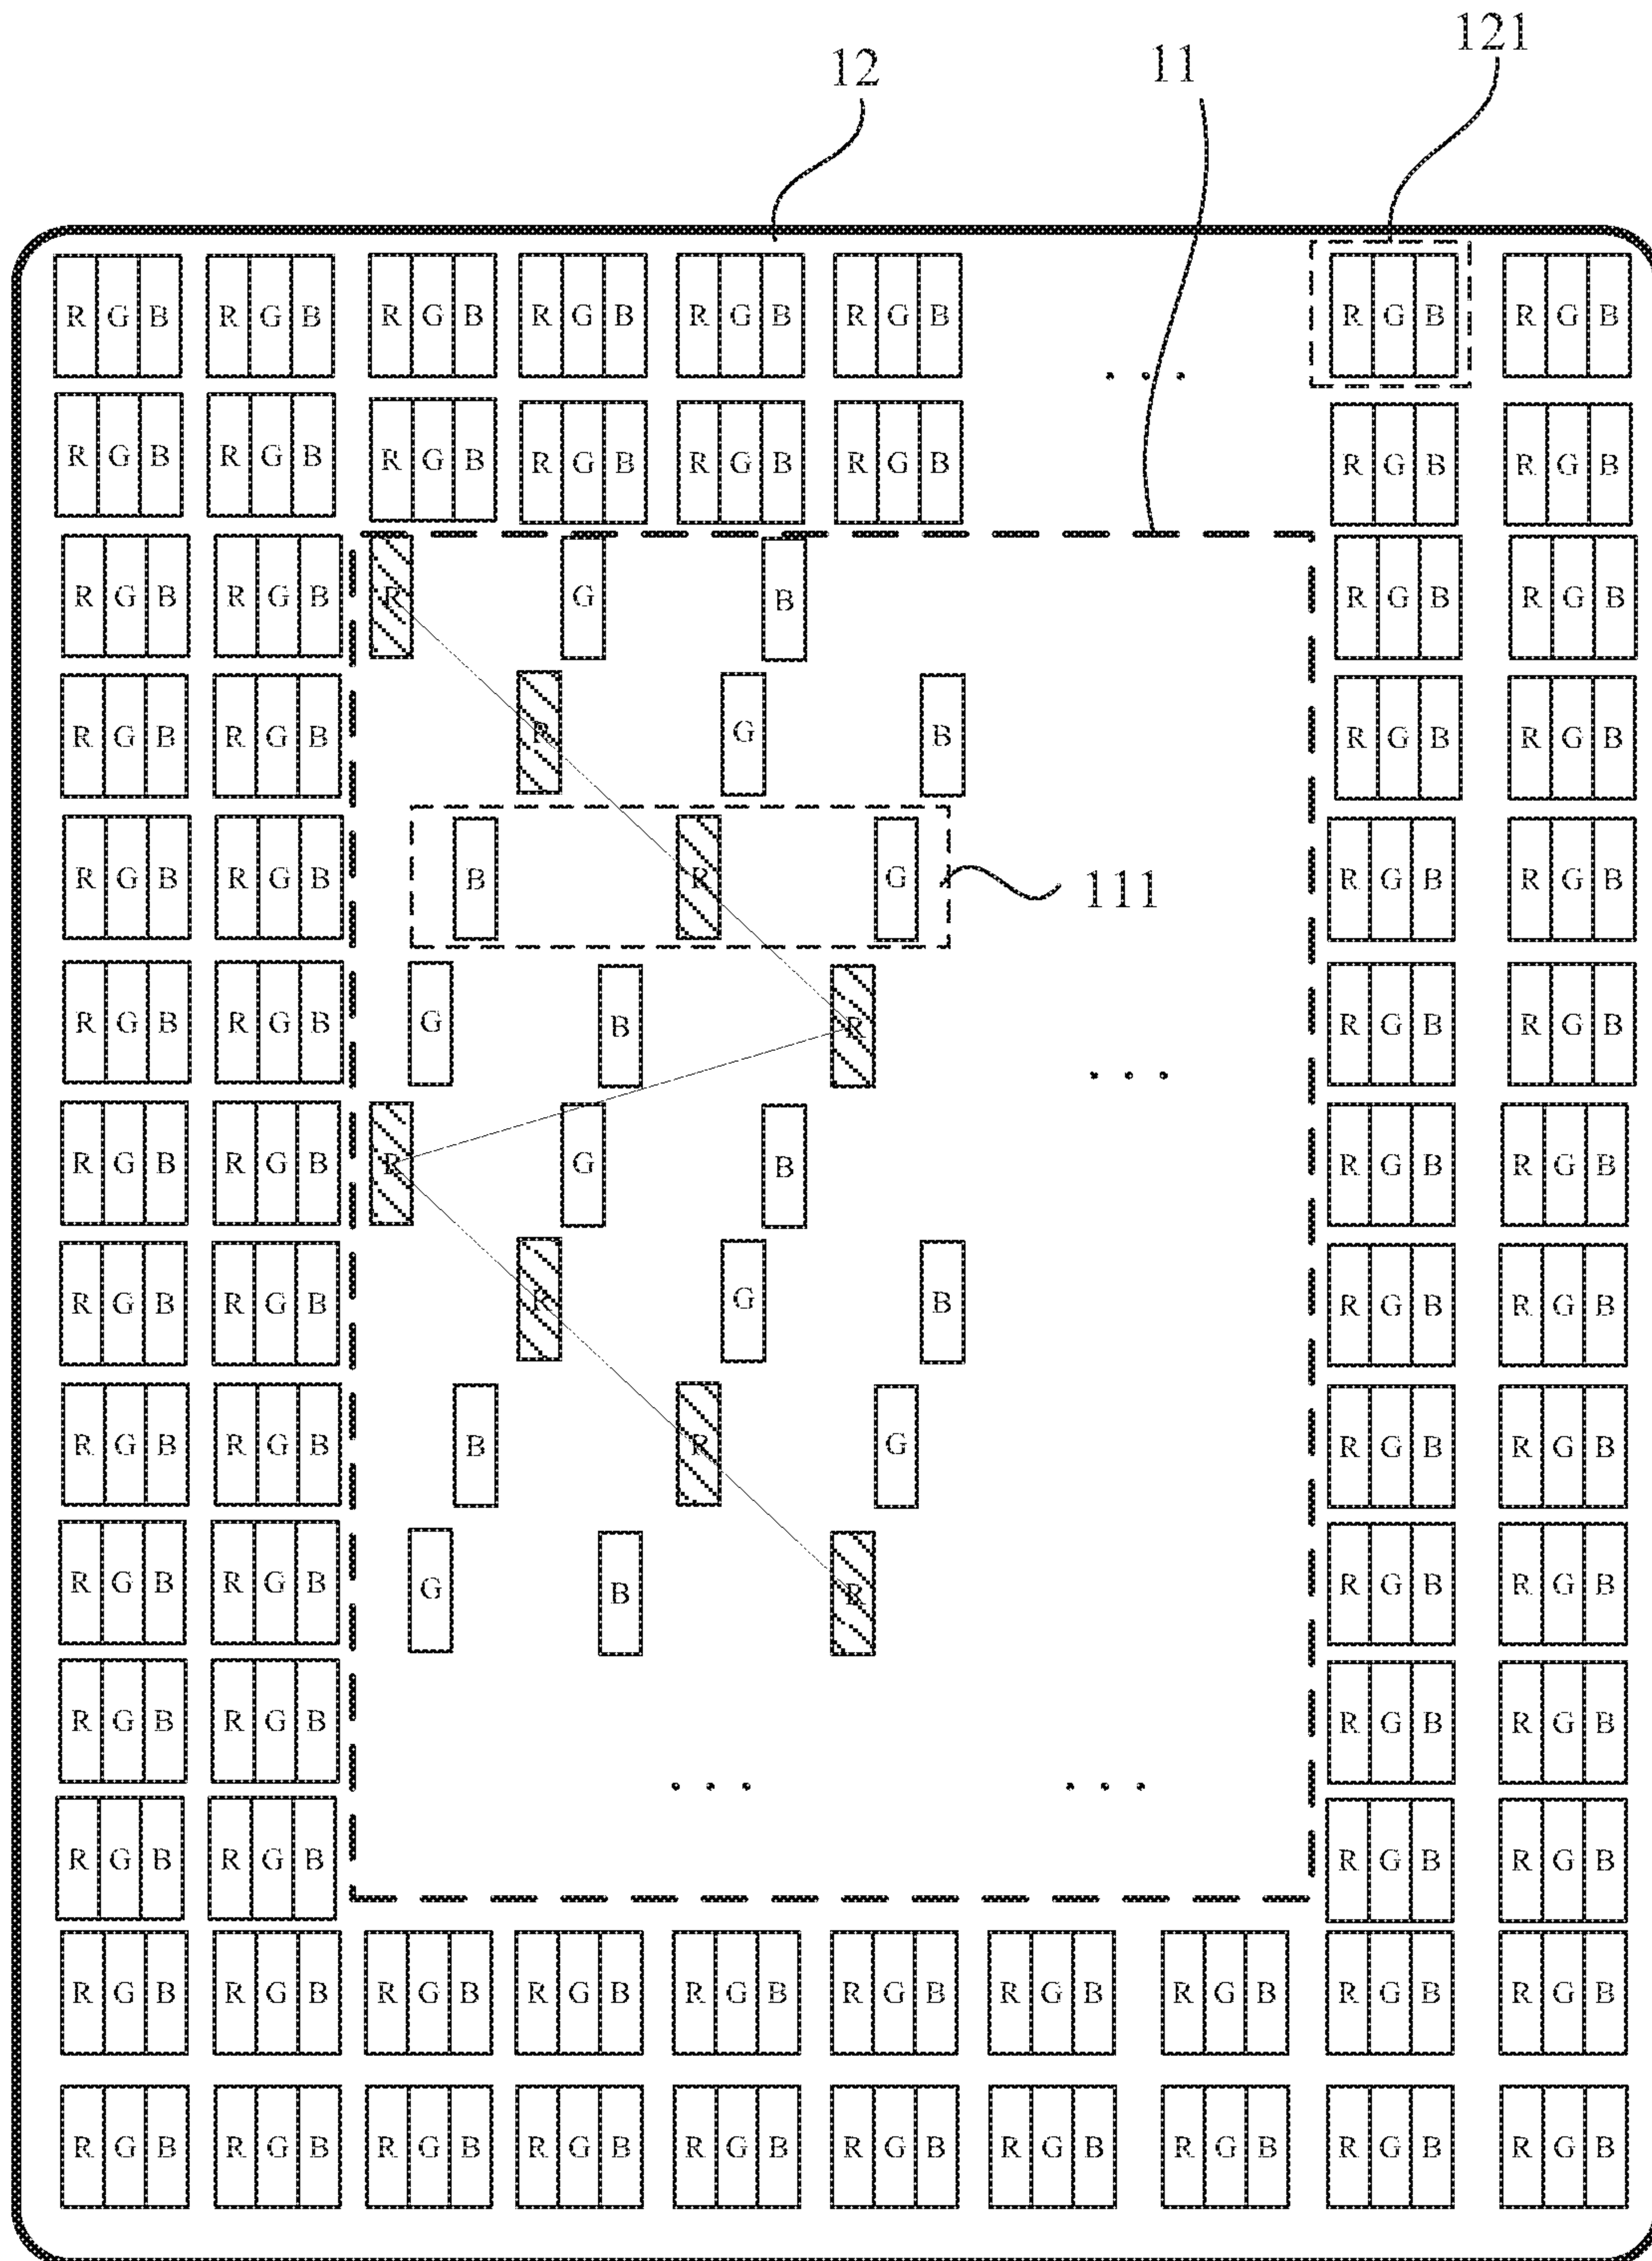 121
12 11
R G B R G B R G B R G B R G B R G B . . . R G B R G B
R G B R G B R G B R G B R G B R G B R G B R G B
R G B R G B R G B R G B R G B
R G B R G B R G B R G B R G B
R G B R G B B R G 111 R G B R G B
R G B R G B G B R . . . R G B R G B
R G B R G B R G B R G B R G B
R G B R G B R G B R G B R G B
R G B R G B B R G R G B R G B
R G B R G B G B R R G B R G B
R G B R G B . . . . . . R G B R G B
R G B R G B R G B R G B
R G B R G B R G B R G B R G B R G B R G B R G B R G B R G B
R G B R G B R G B R G B R G B R G B R G B R G B R G B R G B